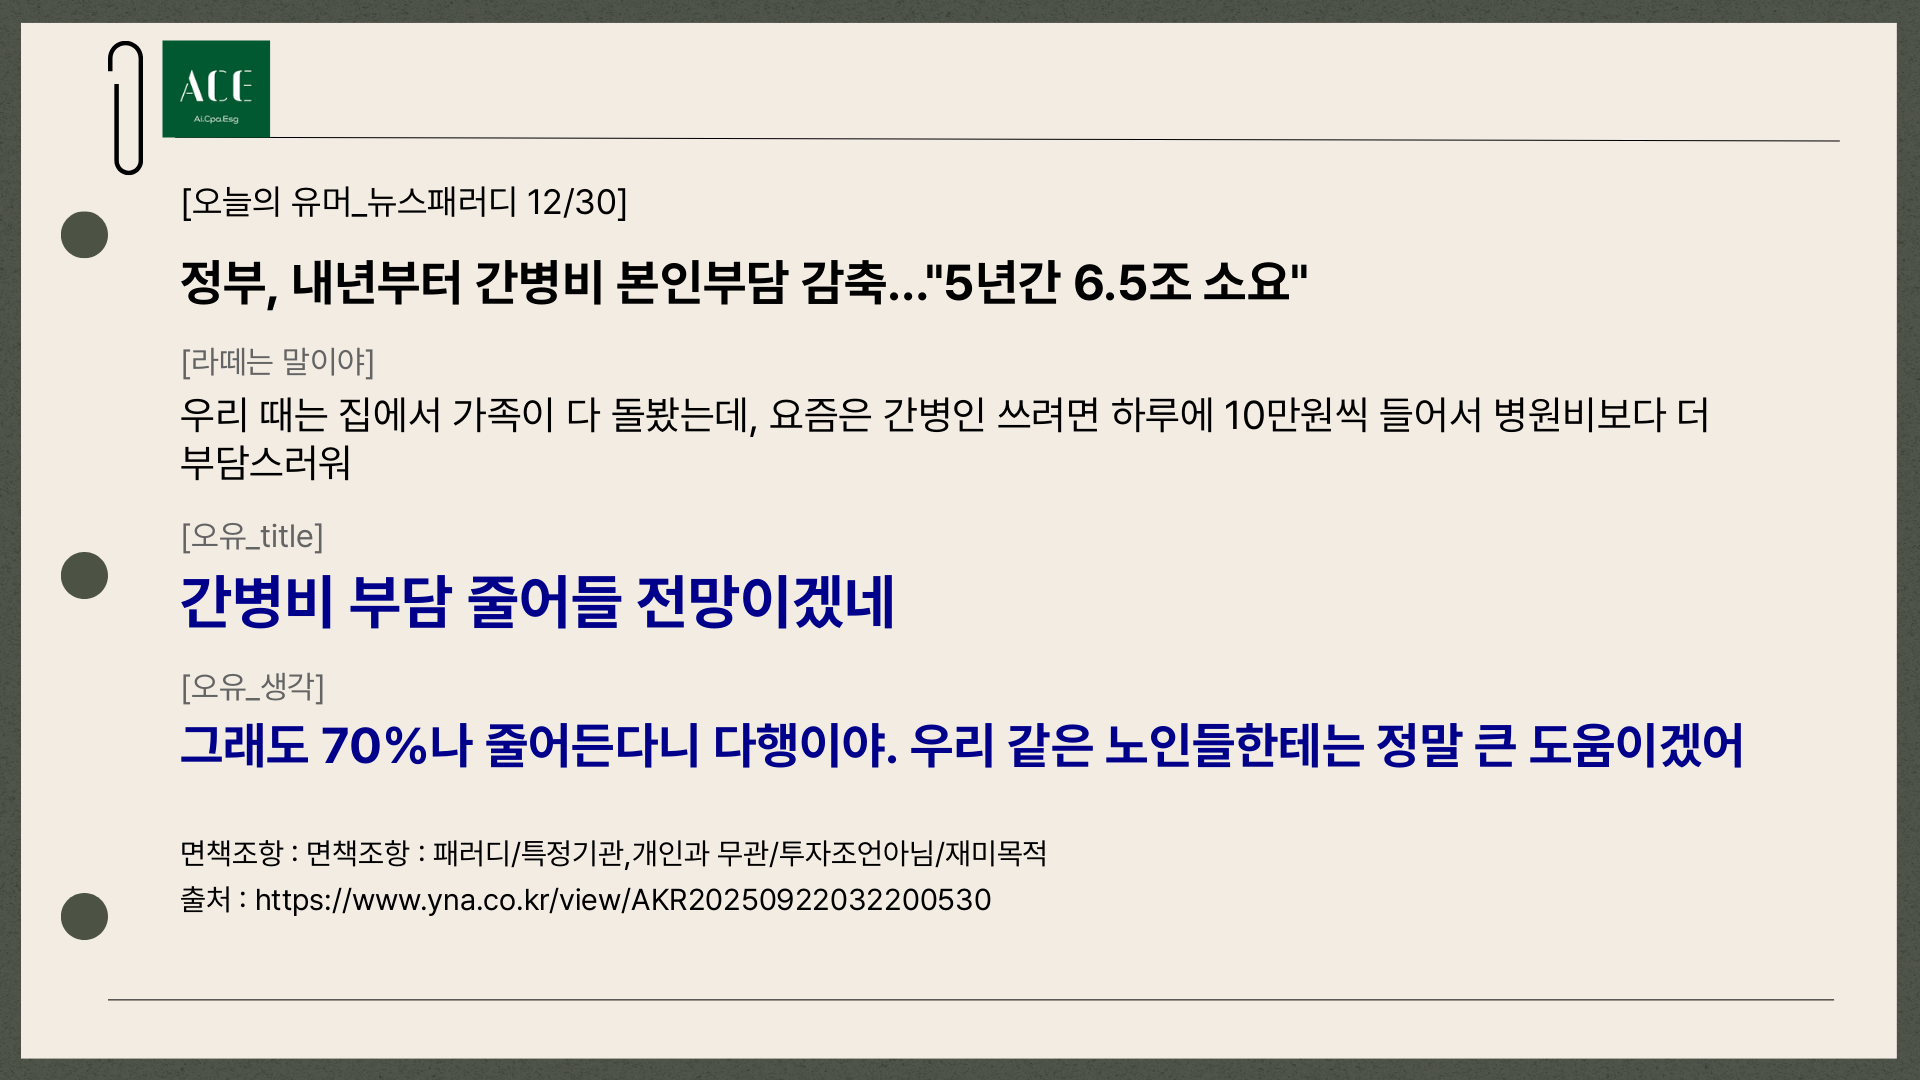 ACE
Ai.Cpa.Esg
[오늘의 유머_뉴스패러디 12/30]
정부, 내년부터 간병비 본인부담 감축..."5년간 6.5조 소요"
[라떼는 말이야]
우리 때는 집에서 가족이 다 돌봤는데, 요즘은 간병인 쓰려면 하루에 10만원씩 들어서 병원비보다 더
부담스러워
[오유_title]
간병비 부담 줄어들 전망이겠네
[오유_생각]
그래도 70%나 줄어든다니 다행이야. 우리 같은 노인들한테는 정말 큰 도움이겠어
면책조항 : 면책조항 : 패러디/특정기관,개인과 무관/투자조언아님/재미목적
출처 : https://www.yna.co.kr/view/AKR20250922032200530